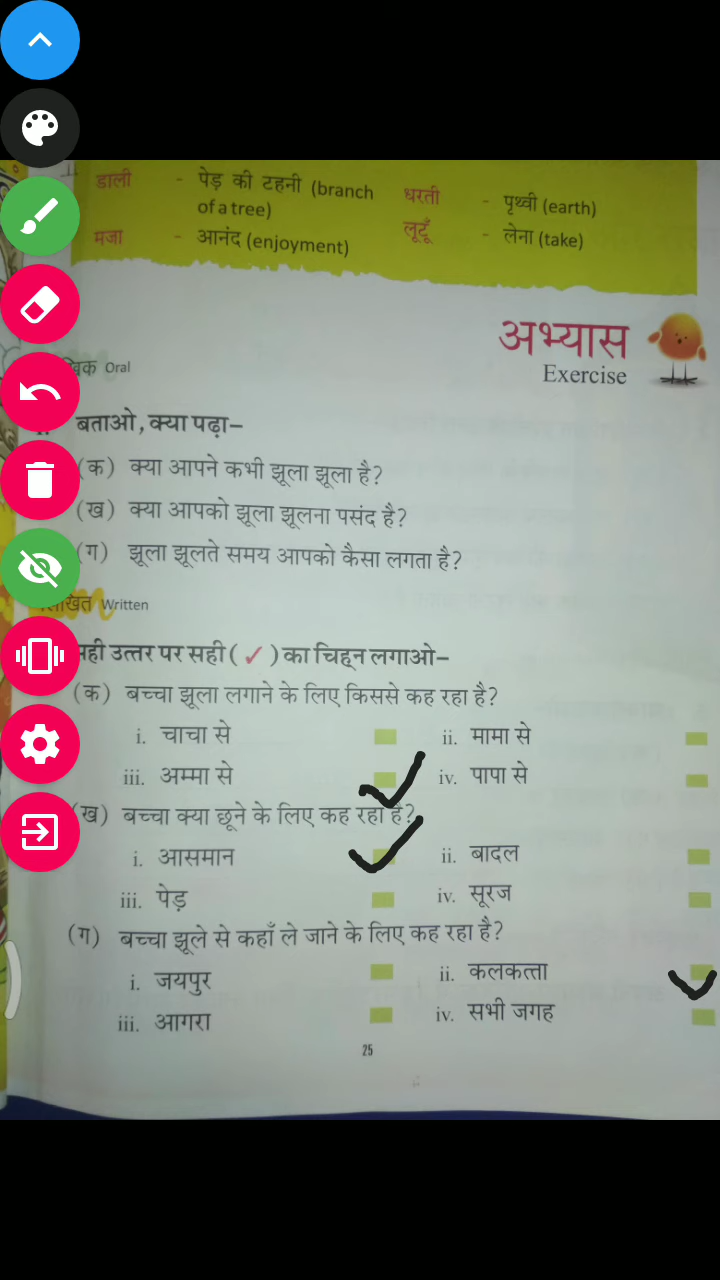 डाली - पेड़ की टहनी (branch of a tree)
धरती - पृथ्वी (earth)
मजा - आनंद (enjoyment)
लूटूँ - लेना (take)
अभ्यास
Exercise
Oral
बताओ, क्या पढ़ा–
(क) क्या आपने कभी झूला झूला है?
(ख) क्या आपको झूला झूलना पसंद है?
(ग) झूला झूलते समय आपको कैसा लगता है?
Written
सही उत्तर पर सही (✓) का चिह्न लगाओ–
(क) बच्चा झूला लगाने के लिए किससे कह रहा है?
i. चाचा से ii. मामा से
iii. अम्मा से iv. पापा से
(ख) बच्चा क्या छूने के लिए कह रहा है?
i. आसमान ii. बादल
iii. पेड़ iv. सूरज
(ग) बच्चा झूले से कहाँ ले जाने के लिए कह रहा है?
i. जयपुर ii. कलकत्ता
iii. आगरा iv. सभी जगह
25